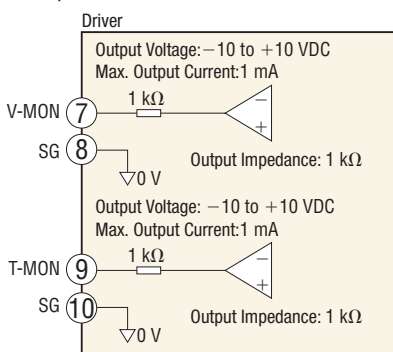 Driver
Output Voltage:−10 to +10 VDC
Max. Output Current:1 mA
1 kΩ
V-MON 7
−
+
SG 8
Output Impedance: 1 kΩ
0 V
Output Voltage: −10 to +10 VDC
Max. Output Current:1 mA
1 kΩ
T-MON 9
−
+
SG 10
Output Impedance: 1 kΩ
0 V